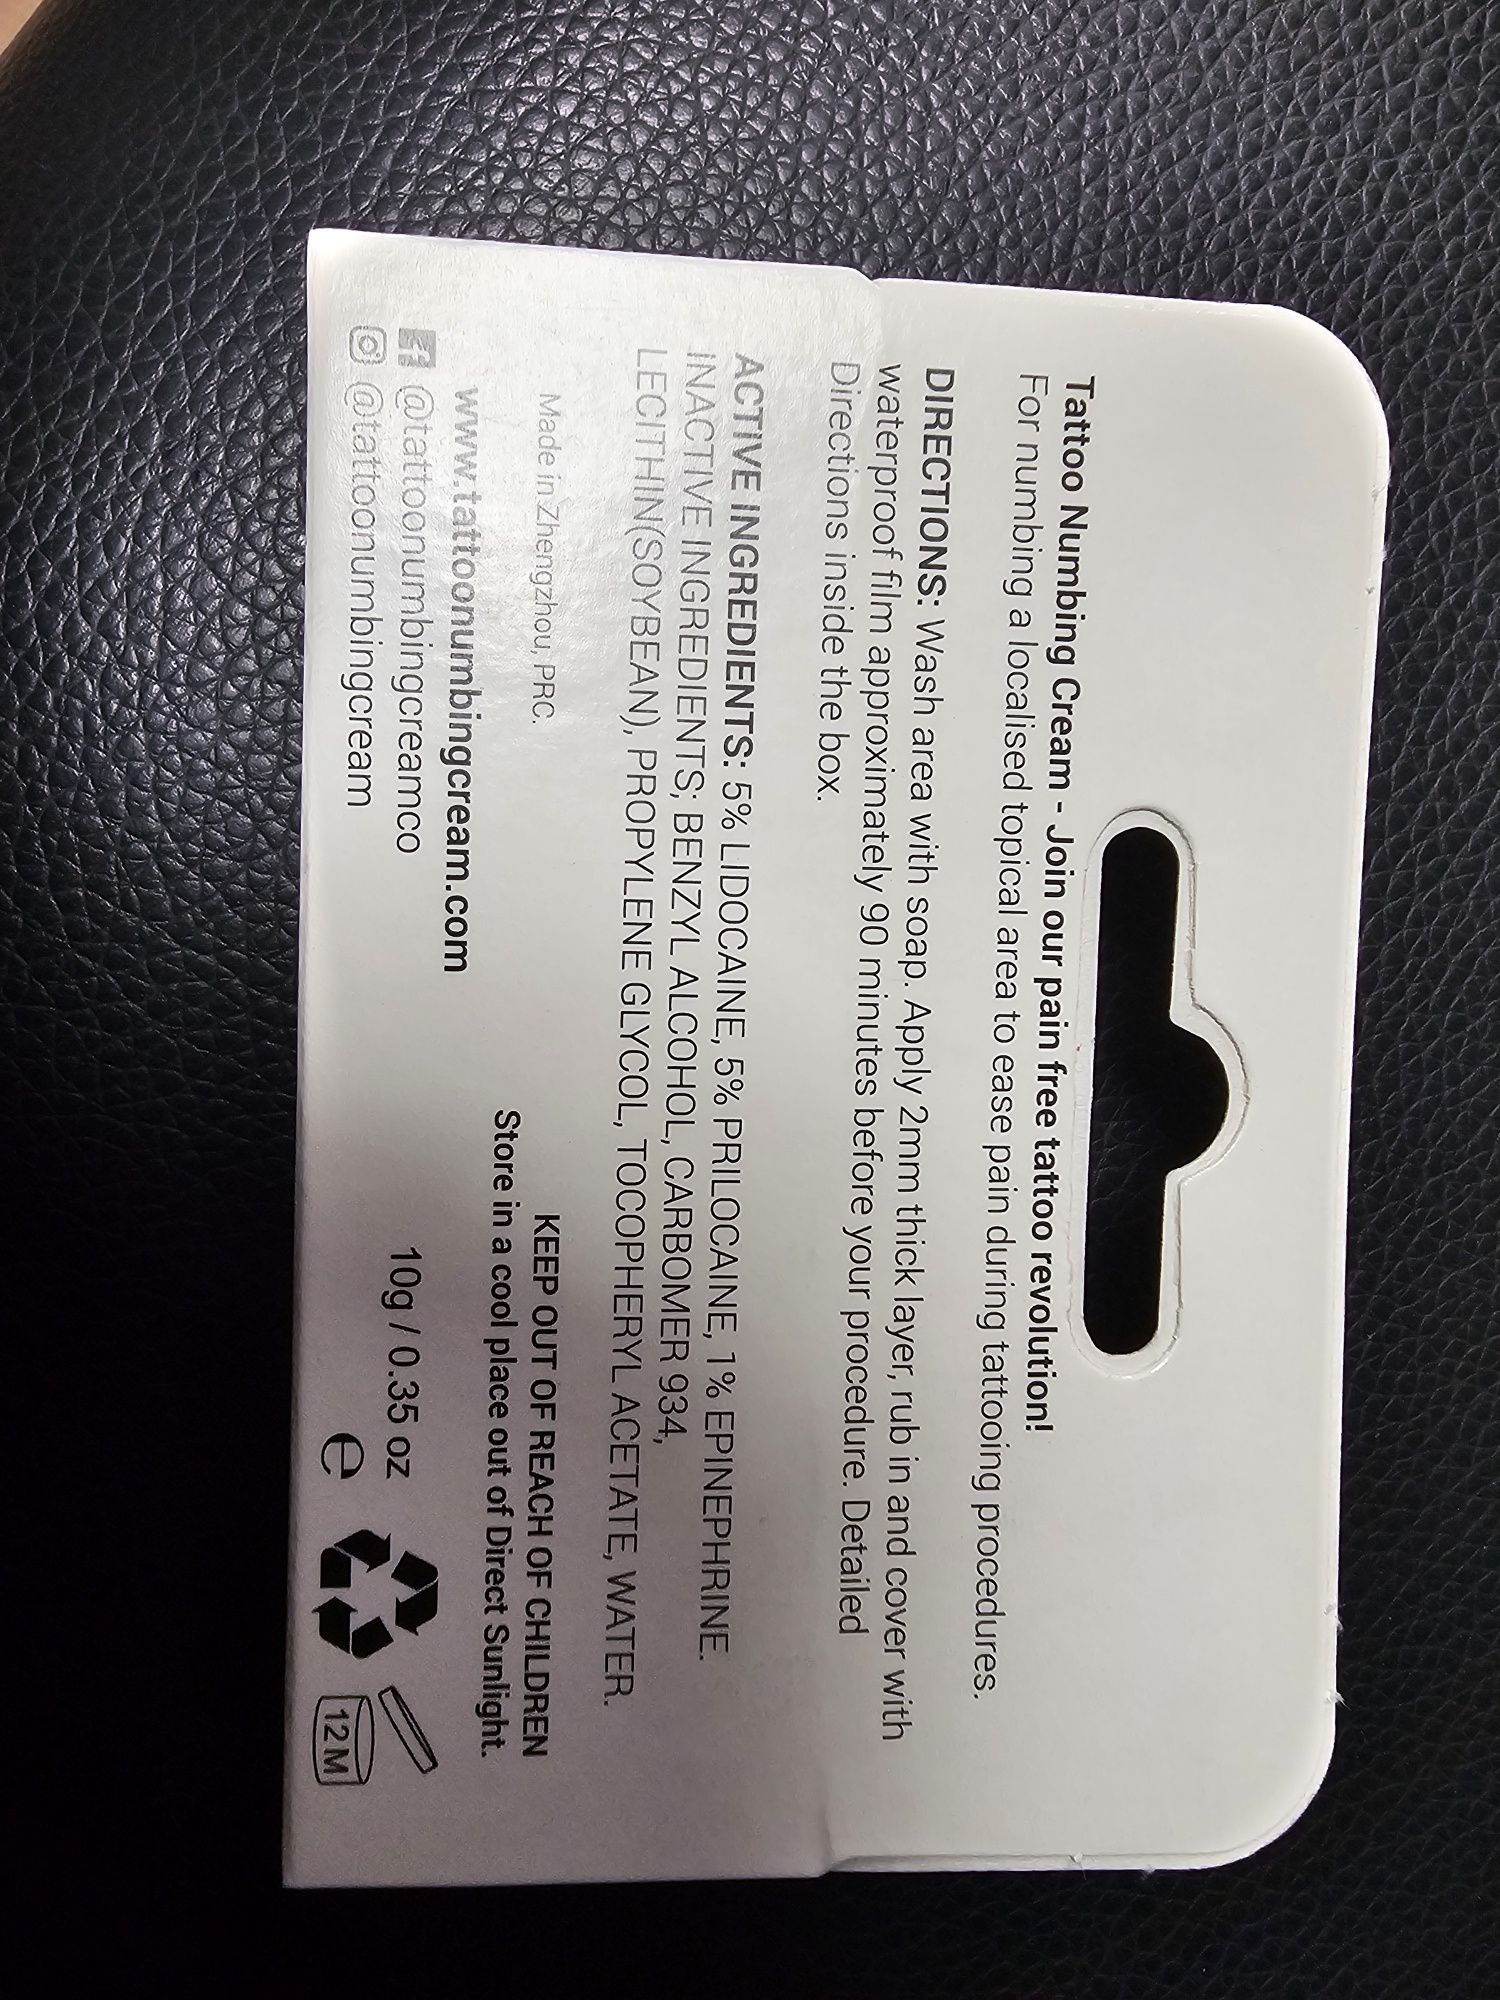 Tattoo Numbing Cream - Join our pain free tattoo revolution!
For numbing a localised topical area to ease pain during tattooing procedures.
DIRECTIONS: Wash area with soap. Apply 2mm thick layer, rub in and cover with
waterproof film approximately 90 minutes before your procedure. Detailed
Directions inside the box.
ACTIVE INGREDIENTS: 5% LIDOCAINE, 5% PRILOCAINE, 1% EPINEPHRINE.
INACTIVE INGREDIENTS; BENZYL ALCOHOL, CARBOMER 934,
LECITHIN(SOYBEAN), PROPYLENE GLYCOL, TOCOPHERYL ACETATE, WATER.
Made in Zhengzhou, PRC.
KEEP OUT OF REACH OF CHILDREN
Store in a cool place out of Direct Sunlight.
www.tattoonumbingcream.com
@tattoonumbingcreamco
@tattoonumbingcream
10g / 0.35 oz
e
12M